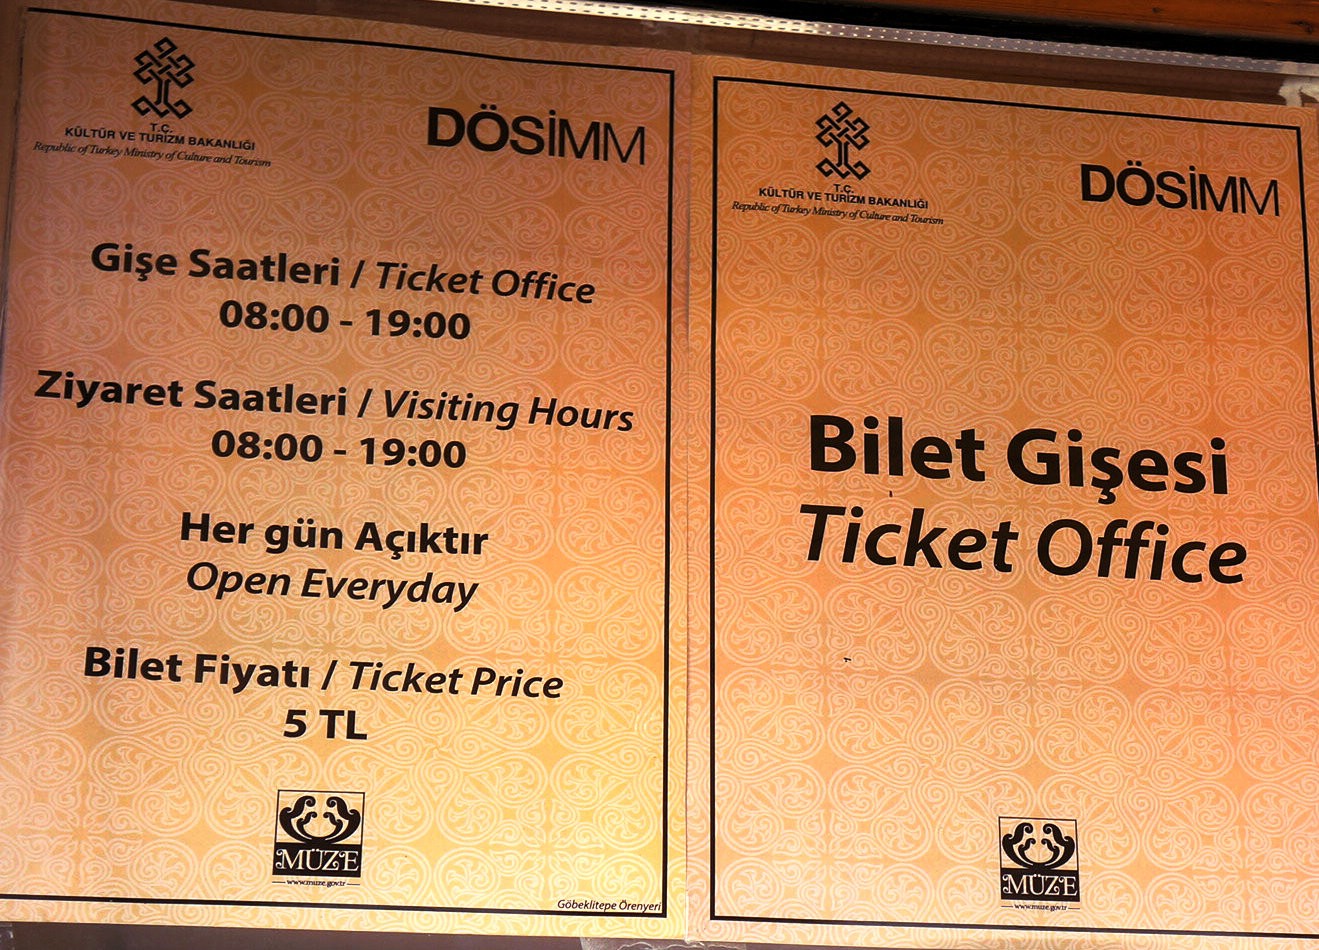 T.C.
KÜLTÜR VE TURİZM BAKANLIĞI
Republic of Turkey Ministry of Culture and Tourism
DÖSİMM
Gişe Saatleri / Ticket Office
08:00 - 19:00
Ziyaret Saatleri / Visiting Hours
08:00 - 19:00
Her gün Açıktır
Open Everyday
Bilet Fiyatı / Ticket Price
5 TL
MÜZE
www.muze.gov.tr
Göbeklitepe Örenyeri
T.C.
KÜLTÜR VE TURİZM BAKANLIĞI
Republic of Turkey Ministry of Culture and Tourism
DÖSİMM
Bilet Gişesi
Ticket Office
MÜZE
www.muze.gov.tr